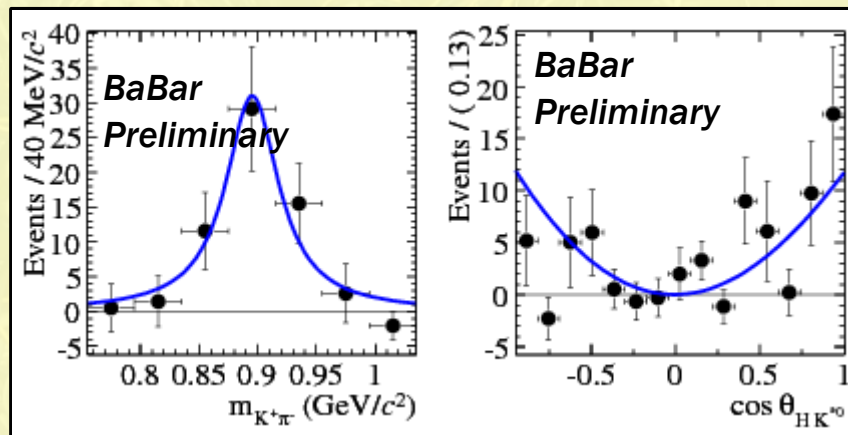 Events / 40 MeV/c²
40
35
30
25
20
15
10
5
0
-5
BaBar
Preliminary
0.8 0.85 0.9 0.95 1
m_K⁺π⁻ (GeV/c²)
Events / ( 0.13)
25
20
15
10
5
0
-5
BaBar
Preliminary
-0.5 0 0.5 1
cos θ_H K*⁰